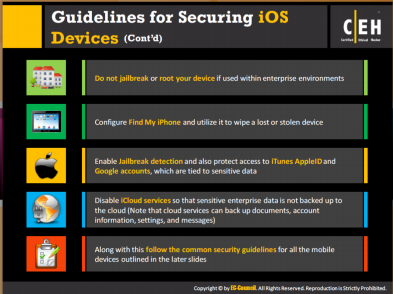 Guidelines for Securing iOS
Devices (Cont'd)
C|EH
Certified Ethical Hacker
Do not jailbreak or root your device if used within enterprise environments
Configure Find My iPhone and utilize it to wipe a lost or stolen device
Enable Jailbreak detection and also protect access to iTunes AppleID and
Google accounts, which are tied to sensitive data
Disable iCloud services so that sensitive enterprise data is not backed up to
the cloud (Note that cloud services can back up documents, account
information, settings, and messages)
Along with this follow the common security guidelines for all the mobile
devices outlined in the later slides
Copyright © by EC-Council. All Rights Reserved. Reproduction is Strictly Prohibited.